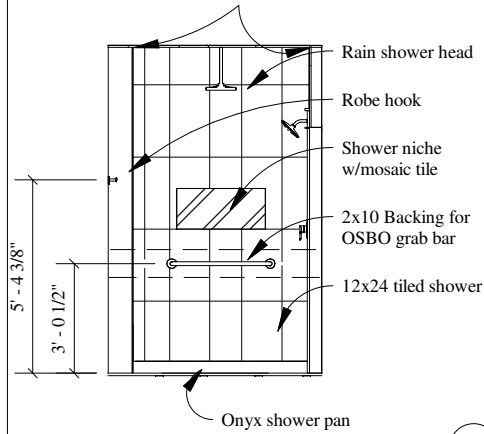 Rain shower head
Robe hook
Shower niche
w/mosaic tile
2x10 Backing for
OSBO grab bar
12x24 tiled shower
Onyx shower pan
5' - 4 3/8"
3' - 0 1/2"